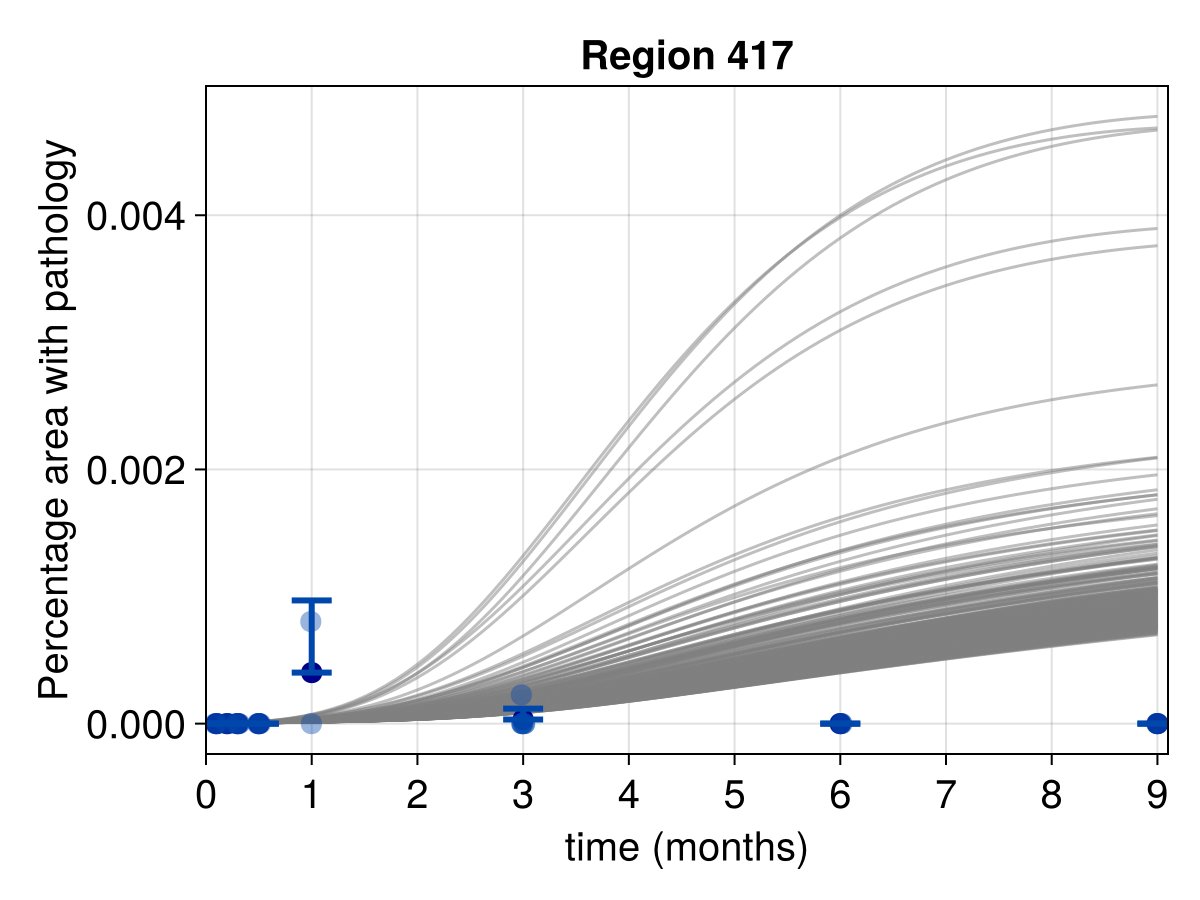 Region 417
Percentage area with pathology
0.004
0.002
0.000
0 1 2 3 4 5 6 7 8 9
time (months)